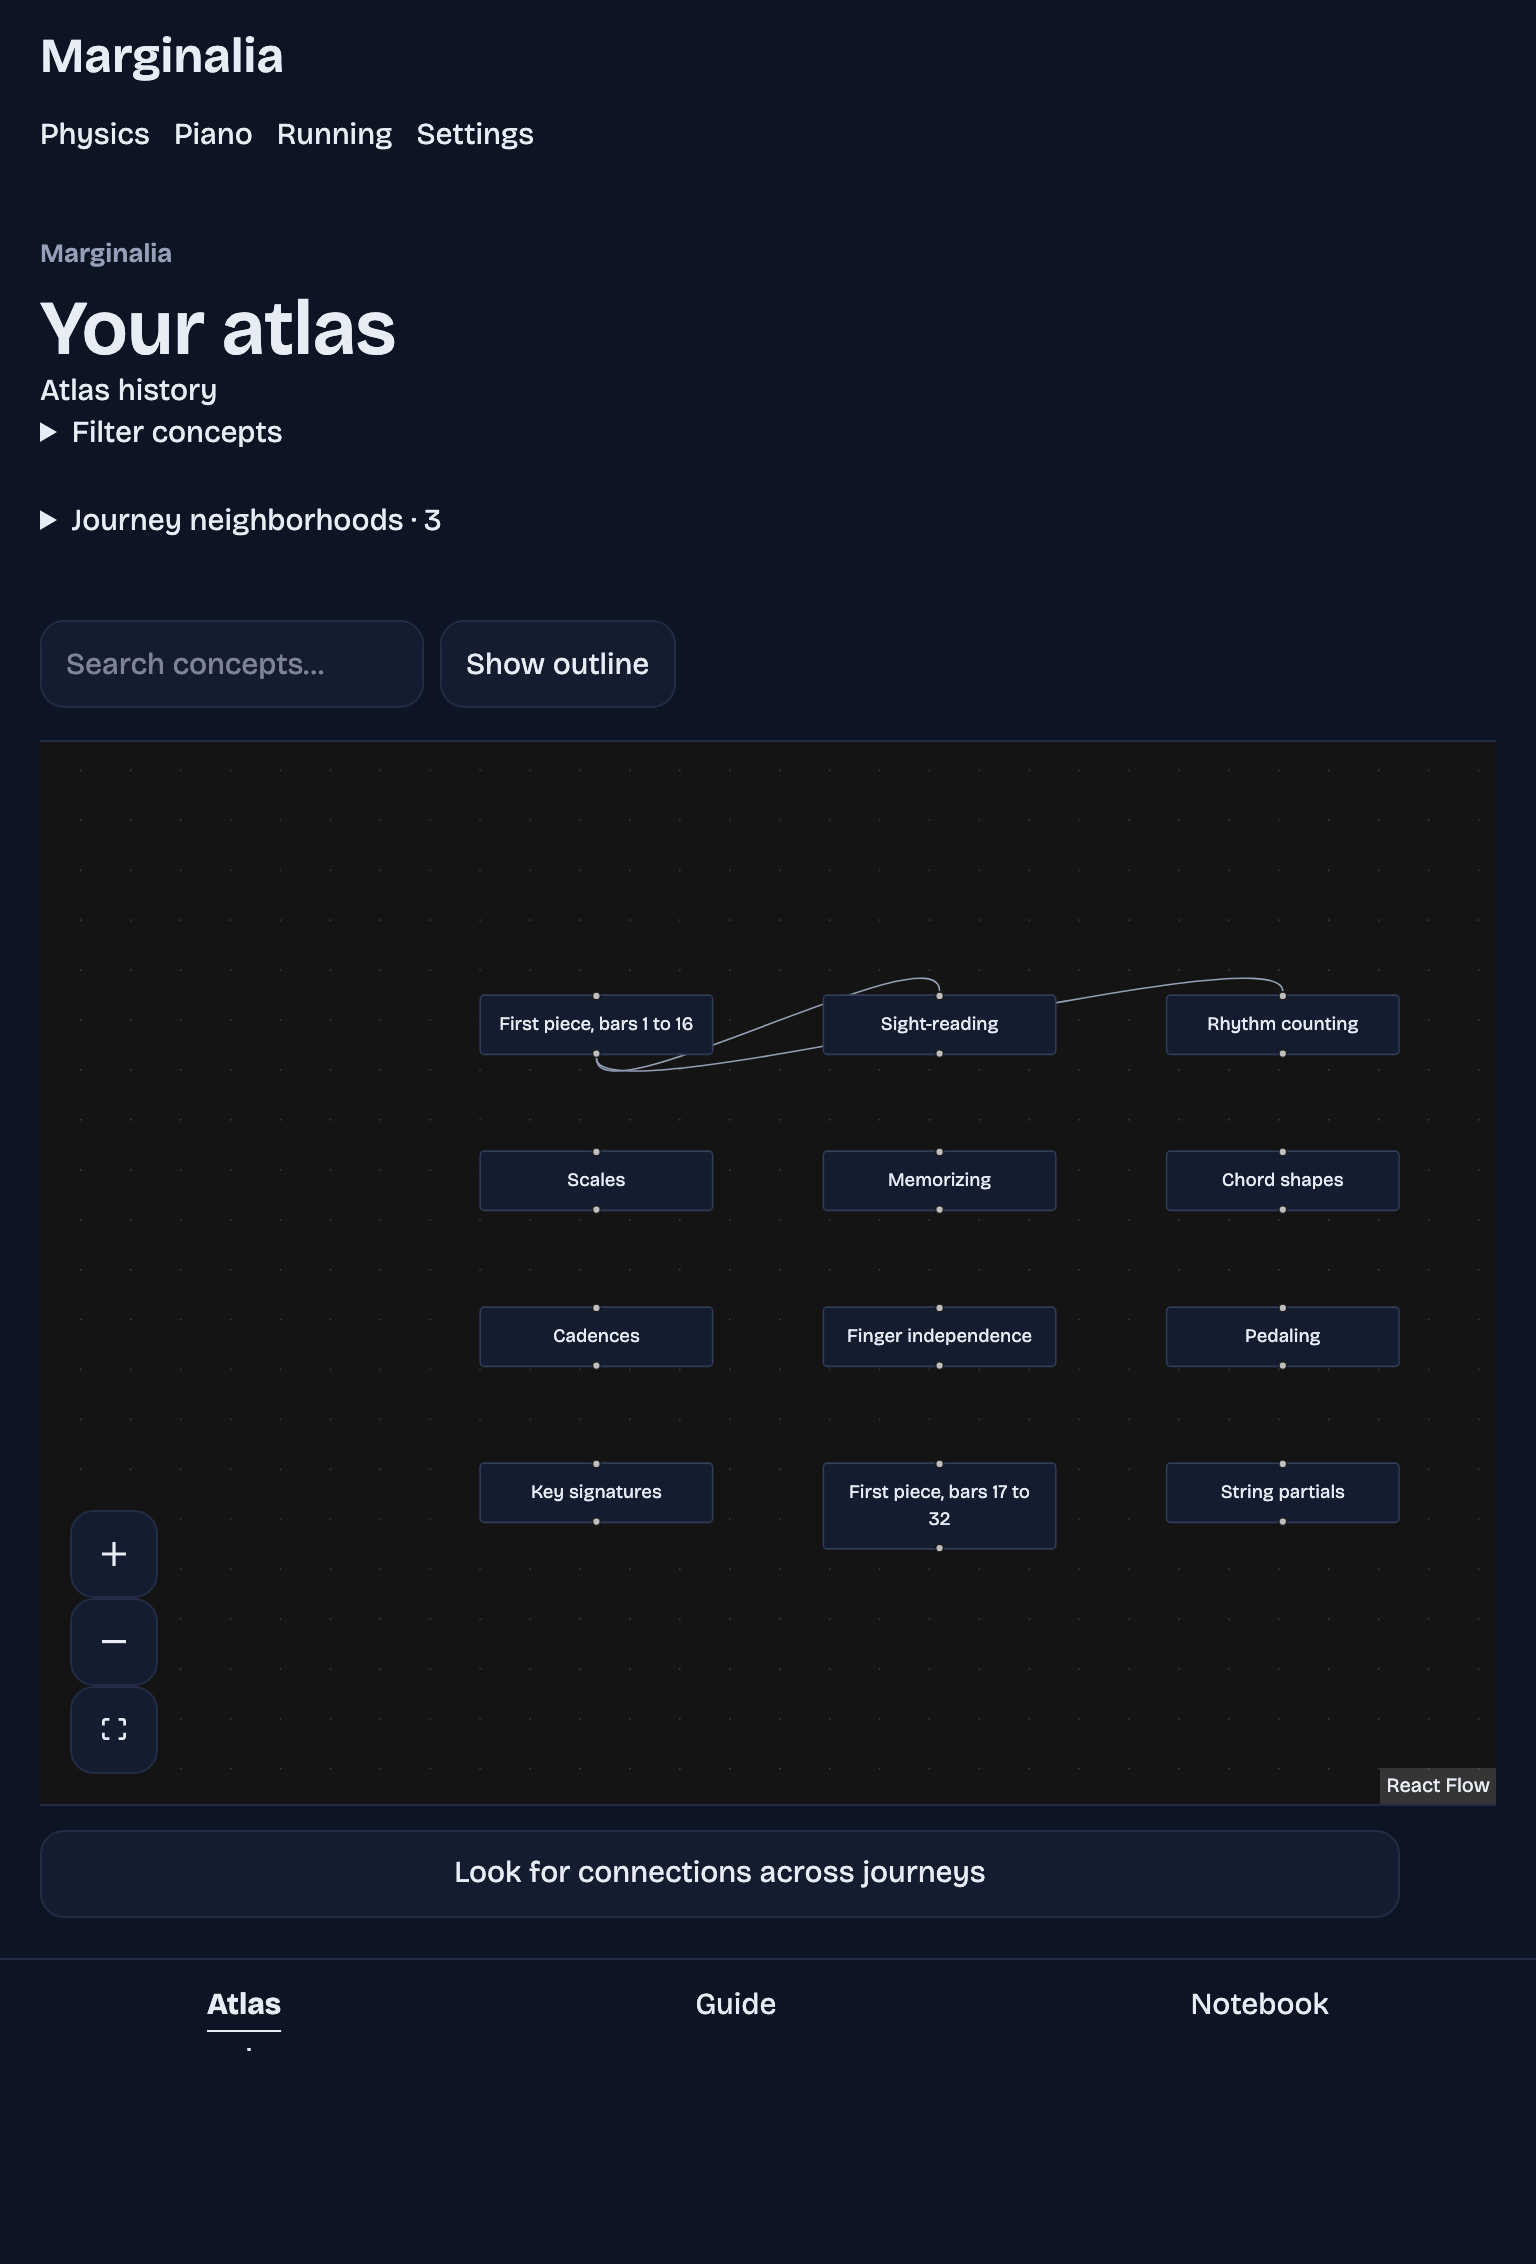 Marginalia
Physics Piano Running Settings
Marginalia
Your atlas
Atlas history
Filter concepts
Journey neighborhoods · 3
Search concepts...
Show outline
First piece, bars 1 to 16
Sight-reading
Rhythm counting
Scales
Memorizing
Chord shapes
Cadences
Finger independence
Pedaling
Key signatures
First piece, bars 17 to
32
String partials
React Flow
Look for connections across journeys
Atlas
Guide
Notebook